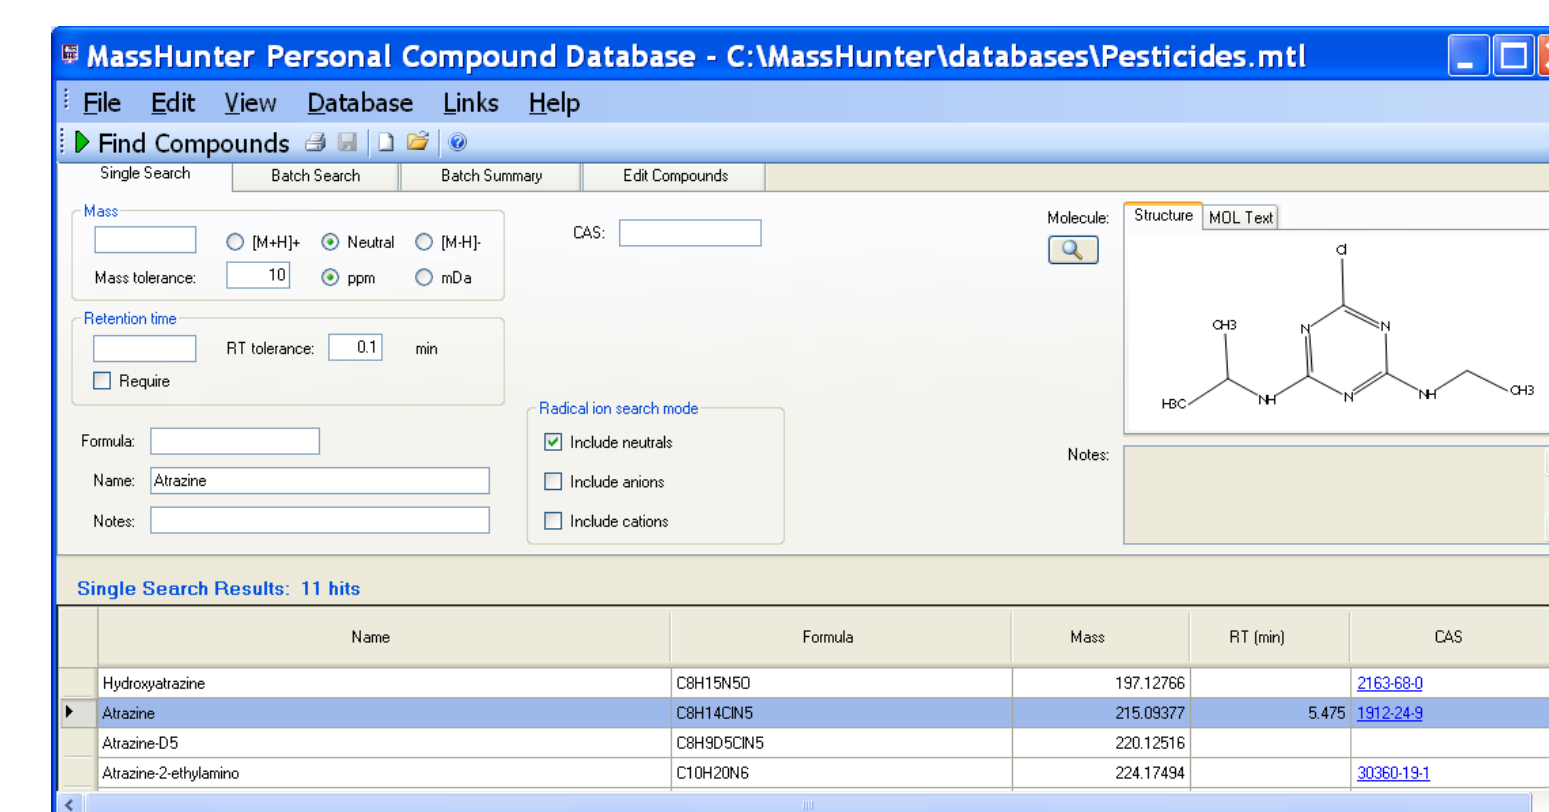 MassHunter Personal Compound Database - C:\MassHunter\databases\Pesticides.mtl
File Edit View Database Links Help
Find Compounds
Single Search Batch Search Batch Summary Edit Compounds
Mass
[M+H]+ Neutral [M-H]-
Mass tolerance: 10 ppm mDa
CAS:
Molecule:
Structure MOL Text
Cl
CH3
N
N
N
NH
NH
H3C
CH3
Retention time
RT tolerance: 0.1 min
Require
Formula:
Name: Atrazine
Notes:
Radical ion search mode
Include neutrals
Include anions
Include cations
Notes:
Single Search Results: 11 hits
Name Formula Mass RT (min) CAS
Hydroxyatrazine C8H15N5O 197.12766 2163-68-0
Atrazine C8H14ClN5 215.09377 5.475 1912-24-9
Atrazine-D5 C8H9D5ClN5 220.12516
Atrazine-2-ethylamino C10H20N6 224.17494 30360-19-1